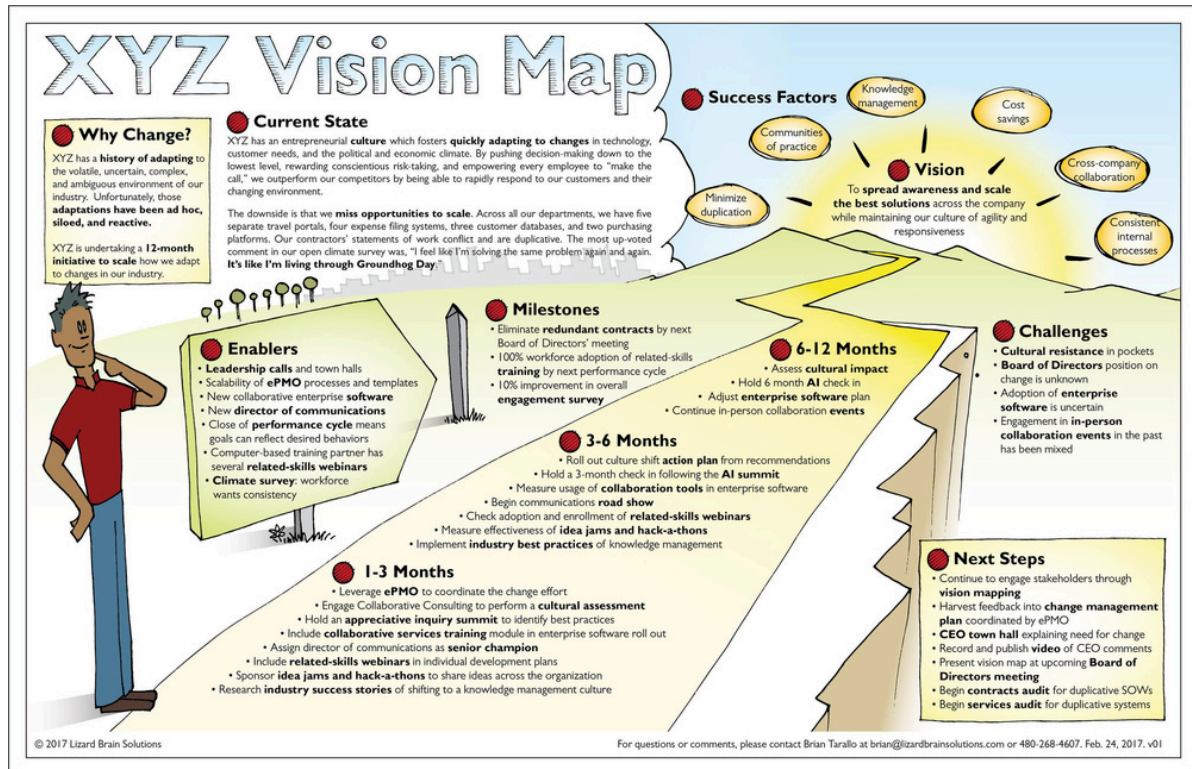 XYZ Vision Map
Why Change?
XYZ has a history of adapting to
the volatile, uncertain, complex,
and ambiguous environment of our
industry. Unfortunately, those
adaptations have been ad hoc,
siloed, and reactive.
XYZ is undertaking a 12-month
initiative to scale how we adapt
to changes in our industry.
Current State
XYZ has an entrepreneurial culture which fosters quickly adapting to changes in technology,
customer needs, and the political and economic climate. By pushing decision-making down to the
lowest level, rewarding conscientious risk-taking, and empowering every employee to “make the
call,” we outperform our competitors by being able to rapidly respond to our customers and their
changing environment.
The downside is that we miss opportunities to scale. Across all our departments, we have five
separate travel portals, four expense filing systems, three customer databases, and two purchasing
platforms. Our contractors’ statements of work conflict and are duplicative. The most up-voted
comment in our open climate survey was, “I feel like I’m solving the same problem again and again.
It’s like I’m living through Groundhog Day.”
Success Factors
Minimize
duplication
Communities
of practice
Knowledge
management
Cost
savings
Cross-company
collaboration
Consistent
internal
processes
Vision
To spread awareness and scale
the best solutions across the company
while maintaining our culture of agility and
responsiveness
Enablers
• Leadership calls and town halls
• Scalability of ePMO processes and templates
• New collaborative enterprise software
• New director of communications
• Close of performance cycle means
goals can reflect desired behaviors
• Computer-based training partner has
several related-skills webinars
• Climate survey: workforce
wants consistency
Milestones
• Eliminate redundant contracts by next
Board of Directors’ meeting
• 100% workforce adoption of related-skills
training by next performance cycle
• 10% improvement in overall
engagement survey
6-12 Months
• Assess cultural impact
• Hold 6 month AI check in
• Adjust enterprise software plan
• Continue in-person collaboration events
Challenges
• Cultural resistance in pockets
• Board of Directors position on
change is unknown
• Adoption of enterprise
software is uncertain
• Engagement in in-person
collaboration events in the past
has been mixed
3-6 Months
• Roll out culture shift action plan from recommendations
• Hold a 3-month check in following the AI summit
• Measure usage of collaboration tools in enterprise software
• Begin communications road show
• Check adoption and enrollment of related-skills webinars
• Measure effectiveness of idea jams and hack-a-thons
• Implement industry best practices of knowledge management
1-3 Months
• Leverage ePMO to coordinate the change effort
• Engage Collaborative Consulting to perform a cultural assessment
• Hold an appreciative inquiry summit to identify best practices
• Include collaborative services training module in enterprise software roll out
• Assign director of communications as senior champion
• Include related-skills webinars in individual development plans
• Sponsor idea jams and hack-a-thons to share ideas across the organization
• Research industry success stories of shifting to a knowledge management culture
Next Steps
• Continue to engage stakeholders through
vision mapping
• Harvest feedback into change management
plan coordinated by ePMO
• CEO town hall explaining need for change
• Record and publish video of CEO comments
• Present vision map at upcoming Board of
Directors meeting
• Begin contracts audit for duplicative SOWs
• Begin services audit for duplicative systems
© 2017 Lizard Brain Solutions
For questions or comments, please contact Brian Tarallo at brian@lizardbrainsolutions.com or 480-268-4607. Feb. 24, 2017. v01